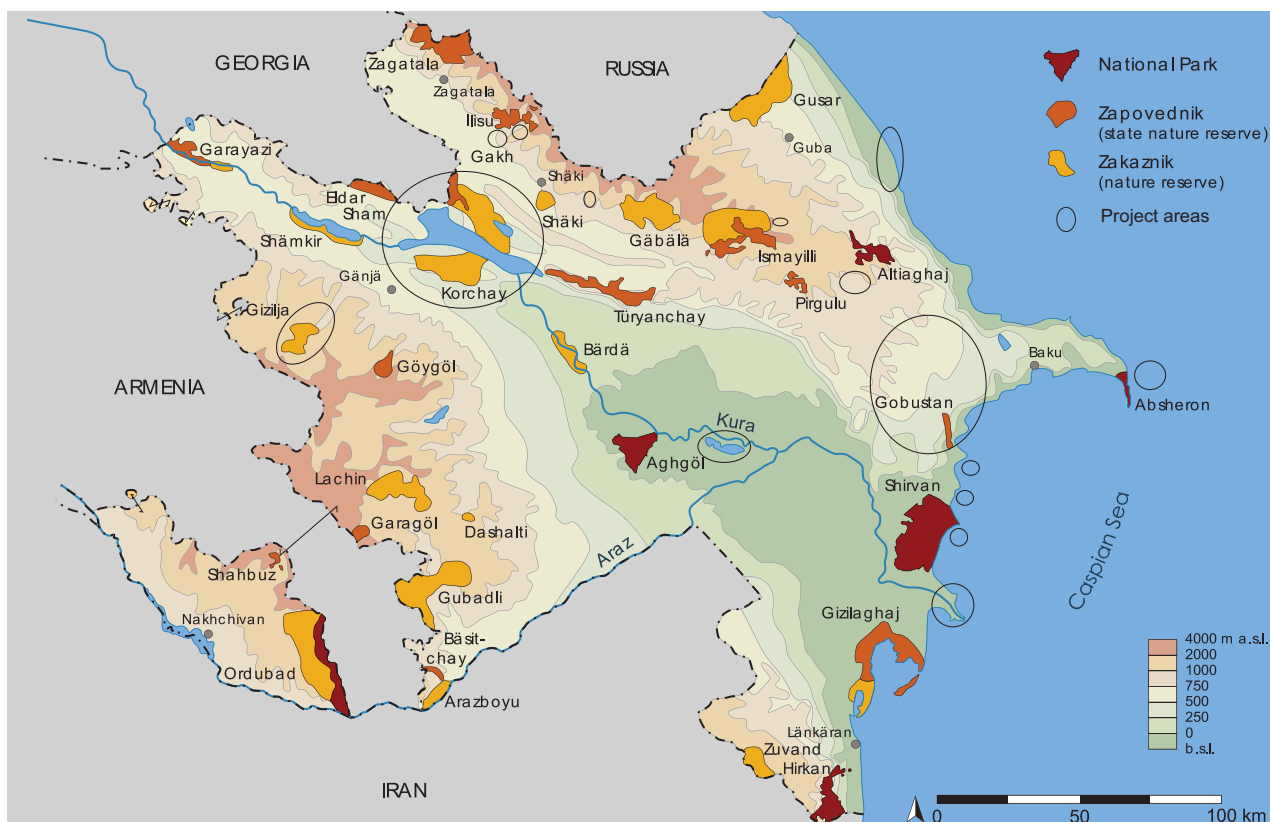 GEORGIA
RUSSIA
ARMENIA
IRAN
Caspian Sea
Zagatala
Zagatala
Ilisu
Gakh
Shäki
Shäki
Gusar
Guba
Garayazi
Eldar
Sham
Shämkir
Gänjä
Korchay
Gäbälä
Ismayilli
Altiaghaj
Pirgulu
Türyanchay
Gizilja
Göygöl
Bärdä
Baku
Absheron
Gobustan
Kura
Aghgöl
Shirvan
Lachin
Garagöl
Dashalti
Araz
Shahbuz
Gubadli
Gizilaghaj
Nakhchivan
Bäsit-
chay
Ordubad
Arazboyu
Länkäran
Zuvand
Hirkan
National Park
Zapovednik
(state nature reserve)
Zakaznik
(nature reserve)
Project areas
4000 m a.s.l.
2000
1000
750
500
250
0
b.s.l.
0 50 100 km